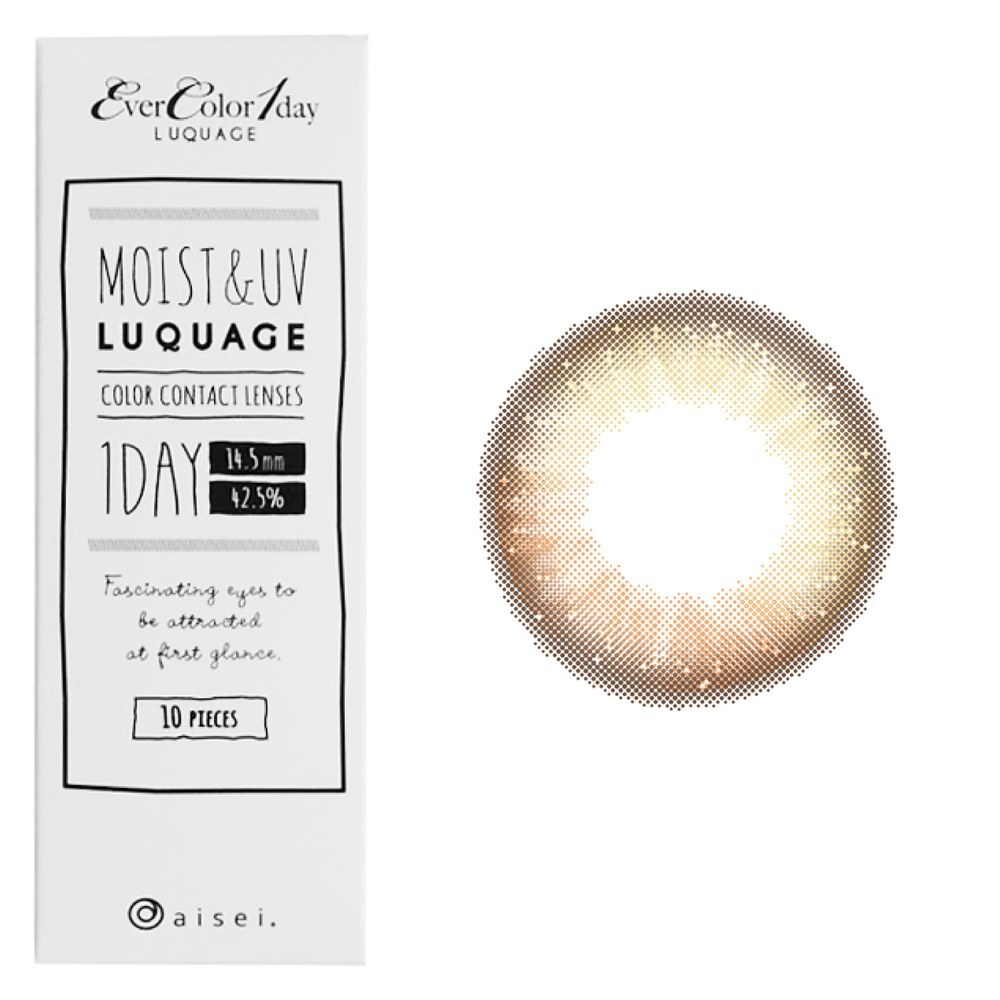 EverColor1day
LUQUAGE
MOIST&UV
LUQUAGE
COLOR CONTACT LENSES
1DAY
14.5mm
42.5%
Fascinating eyes to
be attracted
at first glance.
10 PIECES
aisei.